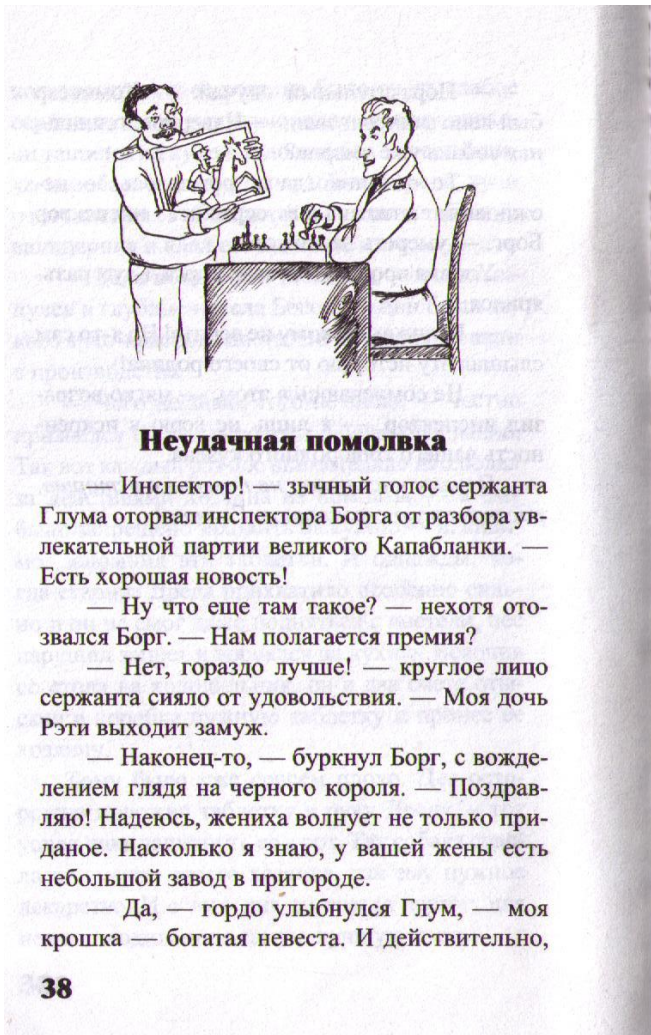 Неудачная помолвка
— Инспектор! — зычный голос сержанта
Глума оторвал инспектора Борга от разбора ув-
лекательной партии великого Капабланки. —
Есть хорошая новость!
— Ну что еще там такое? — нехотя ото-
звался Борг. — Нам полагается премия?
— Нет, гораздо лучше! — круглое лицо
сержанта сияло от удовольствия. — Моя дочь
Рэти выходит замуж.
— Наконец-то, — буркнул Борг, с вожде-
лением глядя на черного короля. — Поздрав-
ляю! Надеюсь, жениха волнует не только при-
даное. Насколько я знаю, у вашей жены есть
небольшой завод в пригороде.
— Да, — гордо улыбнулся Глум, — моя
крошка — богатая невеста. И действительно,
38